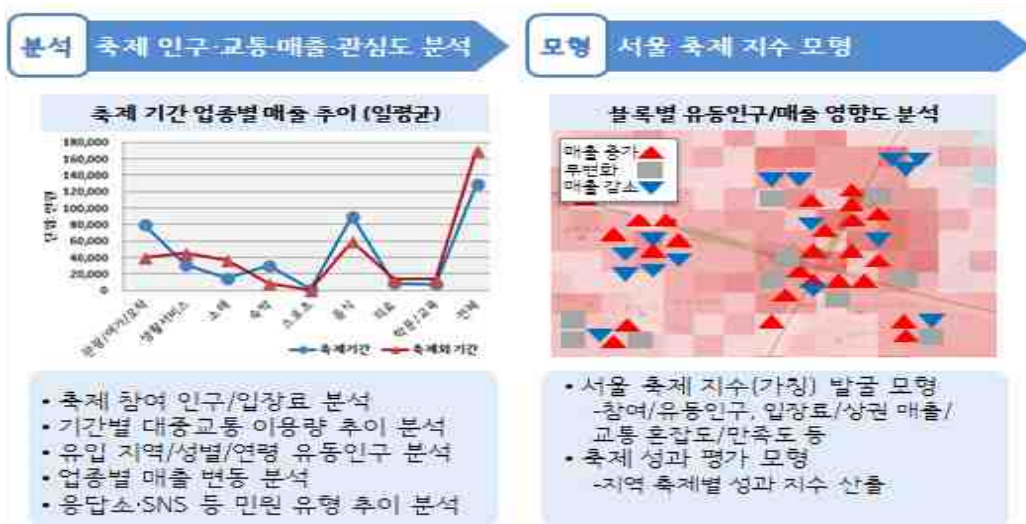 분석 축제 인구·교통·매출·관심도 분석
축제 기간 업종별 매출 추이 (일평균)
단위: 만원
180,000
160,000
140,000
120,000
100,000
80,000
60,000
40,000
20,000
0
관광/여가/오락
생활서비스
소매
숙박
스포츠
음식
의료
학문/교육
전체
축제기간
축제외 기간
• 축제 참여 인구/입장료 분석
• 기간별 대중교통 이용량 추이 분석
• 유입 지역/성별/연령 유동인구 분석
• 업종별 매출 변동 분석
• 응답소·SNS 등 민원 유형 추이 분석
모형 서울 축제 지수 모형
블록별 유동인구/매출 영향도 분석
매출 증가
무변화
매출 감소
• 서울 축제 지수(가칭) 발굴 모형
-참여/유동인구, 입장료/상권 매출/
교통 혼잡도/만족도 등
• 축제 성과 평가 모형
-지역 축제별 성과 지수 산출